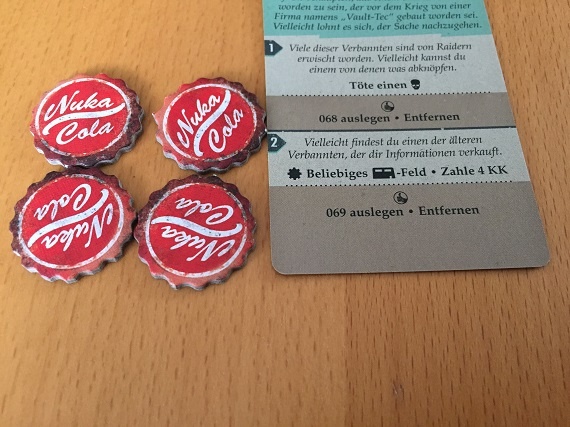 worden zu sein, der vor dem Krieg von einer
Firma namens „Vault-Tec“ gebaut worden sei.
Vielleicht lohnt es sich, der Sache nachzugehen.
1
Viele dieser Verbannten sind von Raidern
erwischt worden. Vielleicht kannst du
einem von denen was abknöpfen.
Töte einen
068 auslegen • Entfernen
2
Vielleicht findest du einen der älteren
Verbannten, der dir Informationen verkauft.
Beliebiges -Feld • Zahle 4 KK
069 auslegen • Entfernen
Nuka
Cola
Nuka
Cola
Nuka
Cola
Nuka
Cola